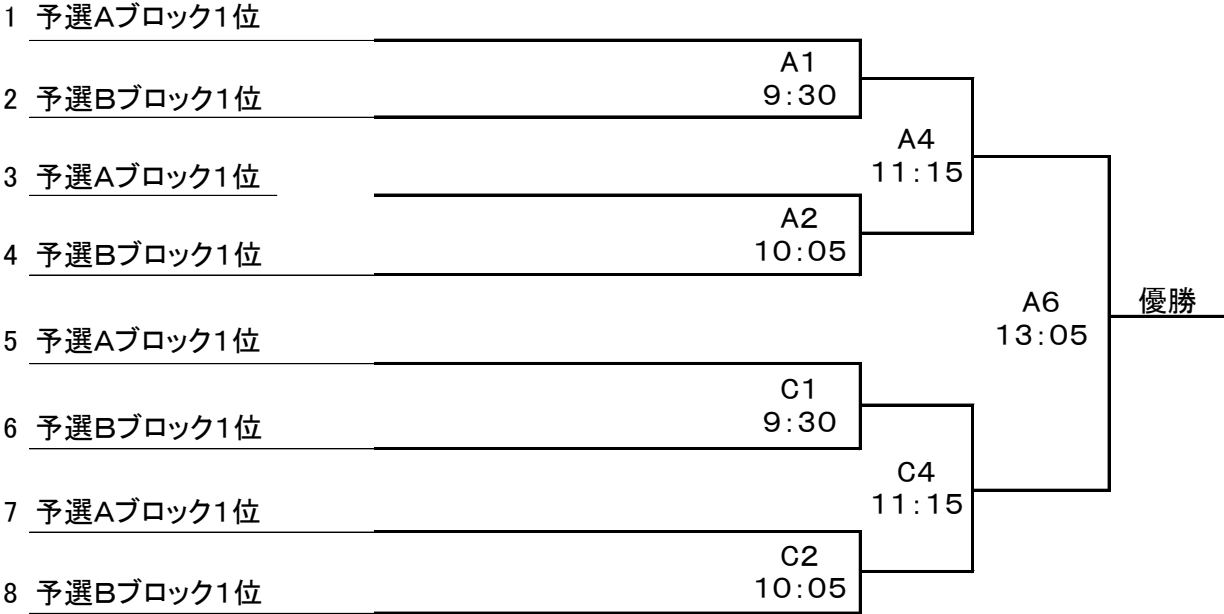 1 予選Aブロック1位
A1
9:30
2 予選Bブロック1位
A4
11:15
3 予選Aブロック1位
A2
10:05
4 予選Bブロック1位
A6
13:05
優勝
5 予選Aブロック1位
C1
9:30
6 予選Bブロック1位
C4
11:15
7 予選Aブロック1位
C2
10:05
8 予選Bブロック1位